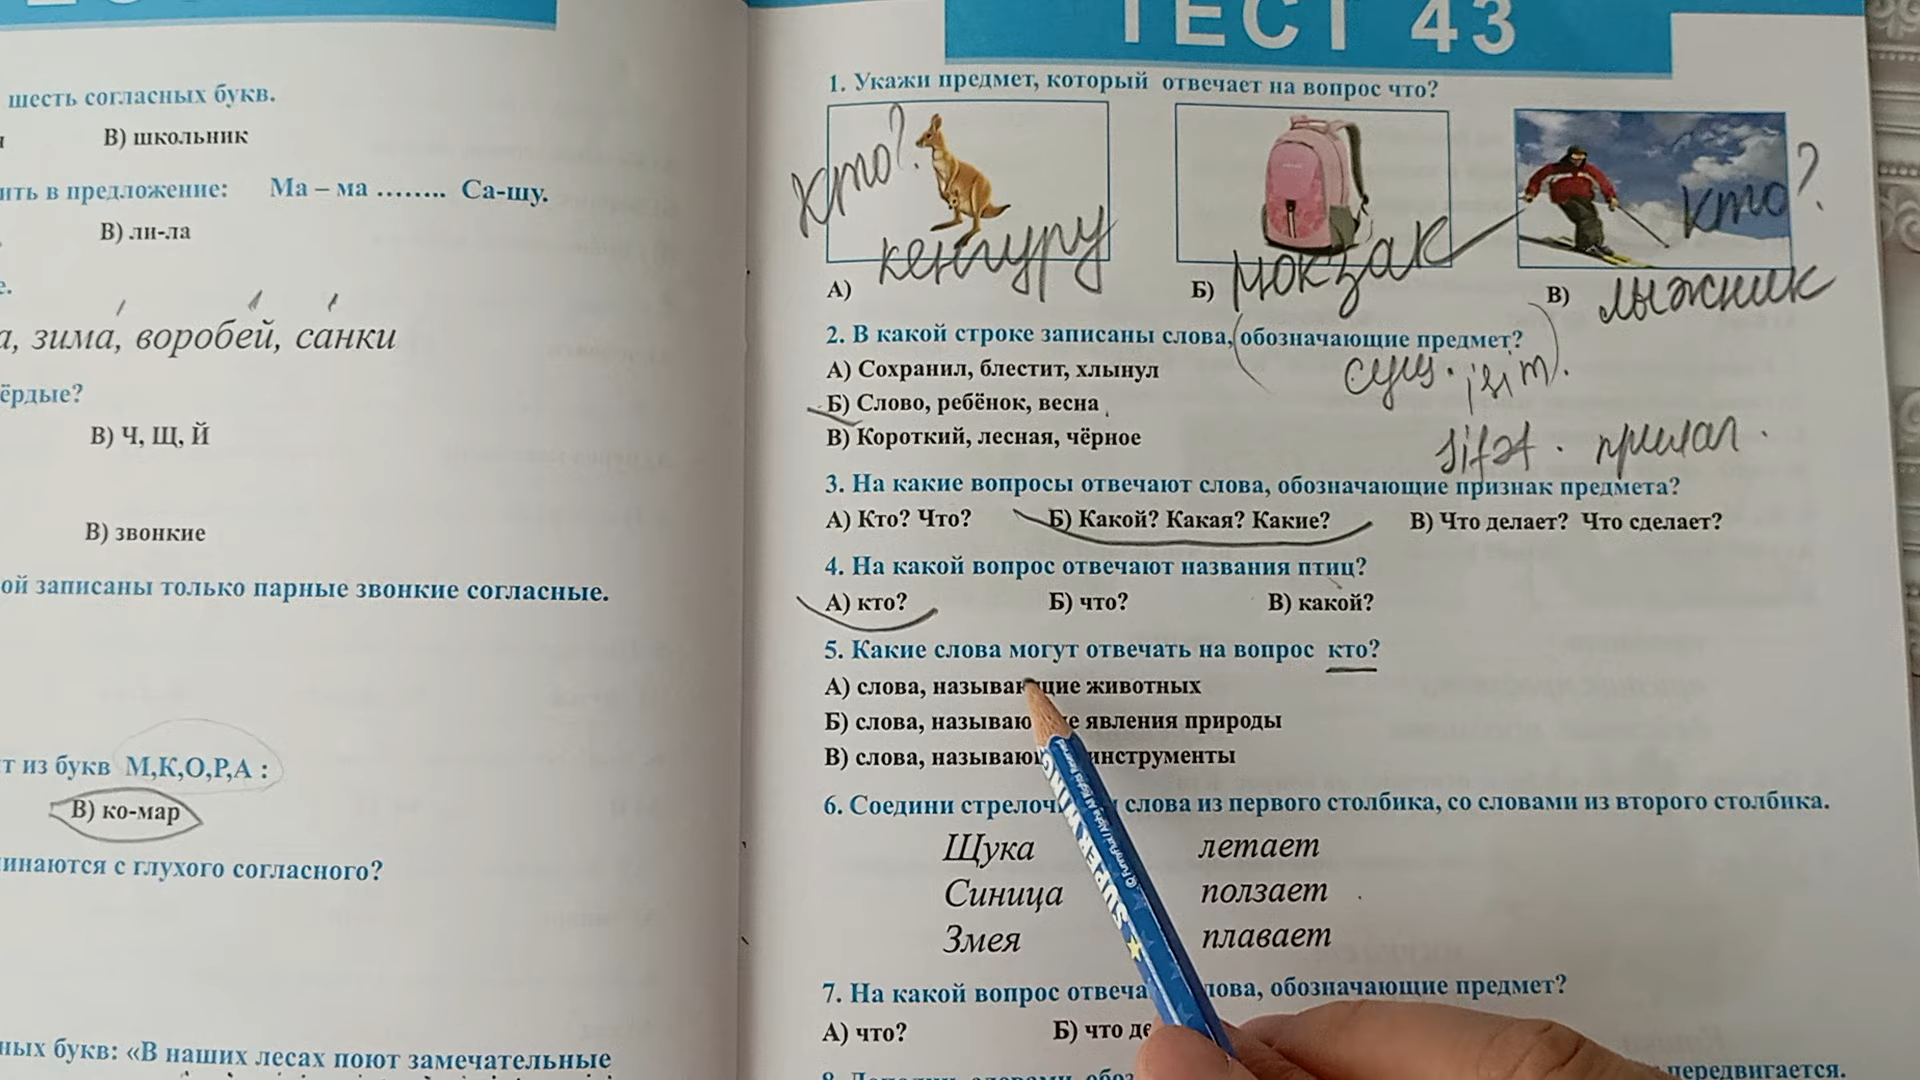 шесть согласных букв.
В) школьник
ить в предложение: Ма – ма …….. Са-шу.
В) ли-ла
е.
а, зима, воробей, санки
ёрдые?
В) Ч, Щ, Й
В) звонкие
ой записаны только парные звонкие согласные.
т из букв М,К,О,Р,А :
В) ко-мар
инаются с глухого согласного?
ных букв: «В наших лесах поют замечательные
ТЕСТ 43
1. Укажи предмет, который отвечает на вопрос что?
кто? кто?
кенгуру рюкзак лыжник
А) Б) В)
2. В какой строке записаны слова, обозначающие предмет?
А) Сохранил, блестит, хлынул
сущ.
Б) Слово, ребёнок, весна
В) Короткий, лесная, чёрное
sifət. прилаг.
3. На какие вопросы отвечают слова, обозначающие признак предмета?
А) Кто? Что? Б) Какой? Какая? Какие? В) Что делает? Что сделает?
4. На какой вопрос отвечают названия птиц?
А) кто? Б) что? В) какой?
5. Какие слова могут отвечать на вопрос кто?
А) слова, называющие животных
Б) слова, называю е явления природы
В) слова, называю инструменты
6. Соедини стрелоч слова из первого столбика, со словами из второго столбика.
Щука летает
Синица ползает
Змея плавает
7. На какой вопрос отвеча лова, обозначающие предмет?
А) что? Б) что де
передвигается.
SUPER WINGS